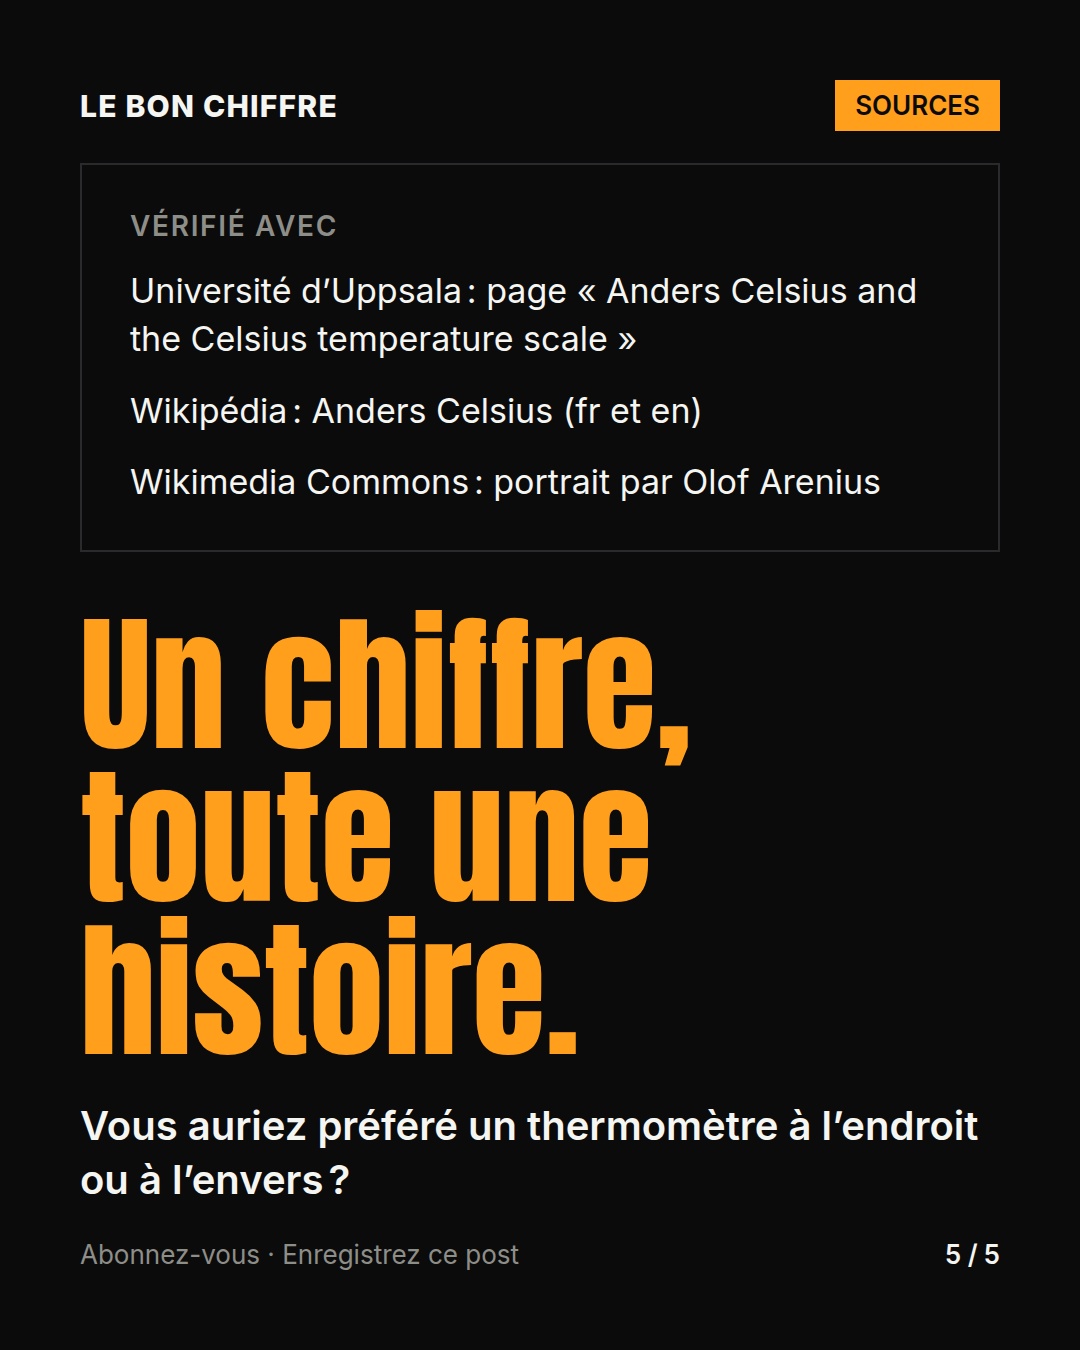 LE BON CHIFFRE
SOURCES
VÉRIFIÉ AVEC
Université d’Uppsala : page « Anders Celsius and
the Celsius temperature scale »
Wikipédia : Anders Celsius (fr et en)
Wikimedia Commons : portrait par Olof Arenius
Un chiffre,
toute une
histoire.
Vous auriez préféré un thermomètre à l’endroit
ou à l’envers ?
Abonnez-vous · Enregistrez ce post
5 / 5